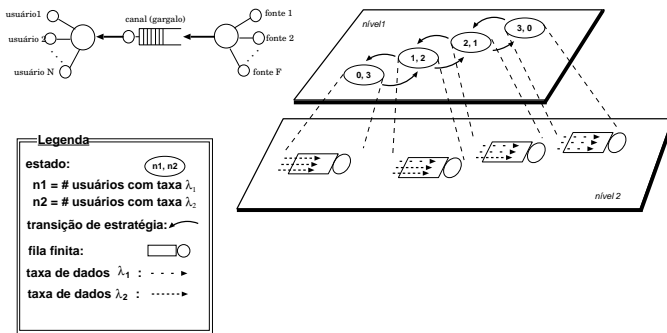 usuário1
usuário 2
usuário N
canal (gargalo)
fonte 1
fonte 2
fonte F
nível1
0, 3
1, 2
2, 1
3, 0
nível 2
Legenda
estado:
n1, n2
n1 = # usuários com taxa λ₁
n2 = # usuários com taxa λ₂
transição de estratégia:
fila finita:
taxa de dados λ₁ :
taxa de dados λ₂ :